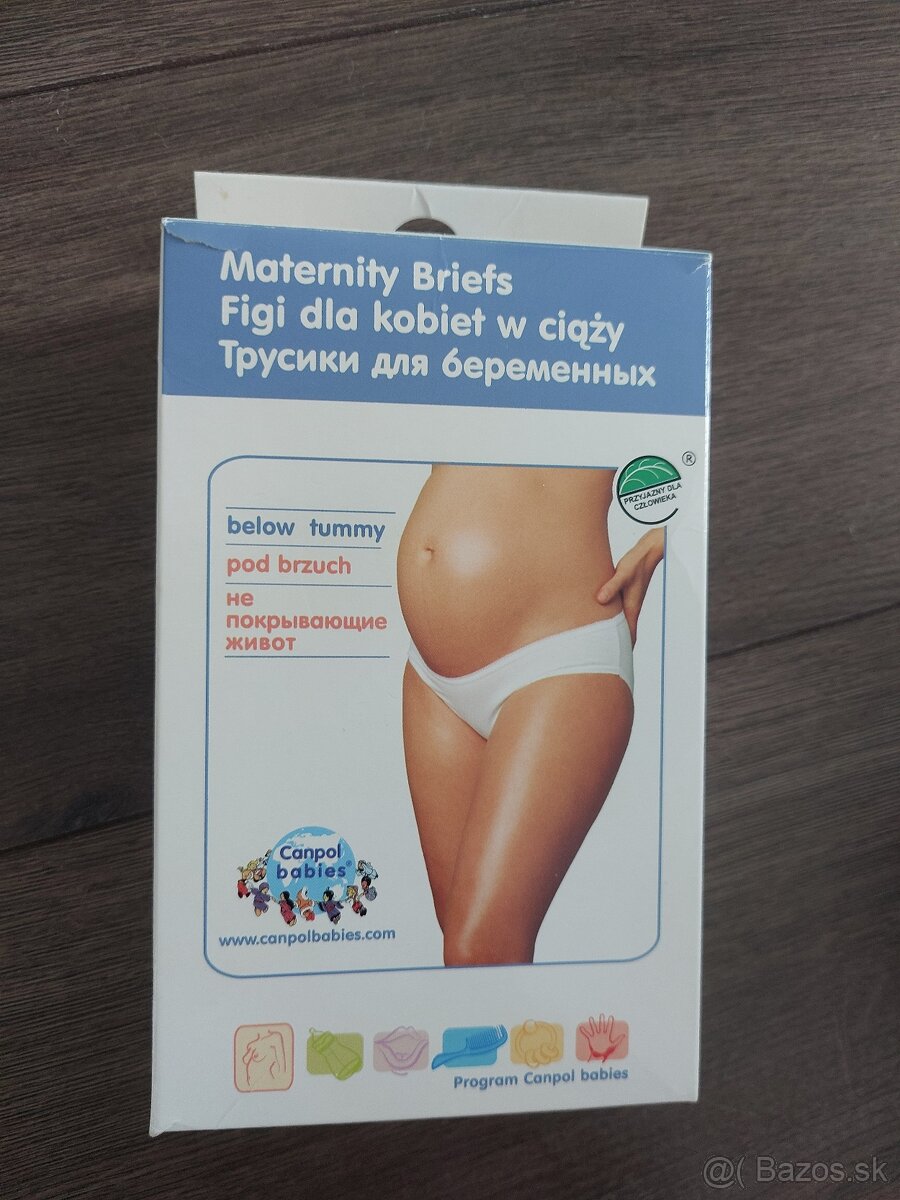 Maternity Briefs
Figi dla kobiet w ciąży
Трусики для беременных
®
PRZYJAZNY DLA
CZŁOWIEKA
below tummy
pod brzuch
не
покрывающие
живот
Canpol
babies®
www.canpolbabies.com
Program Canpol babies
@( Bazos.sk